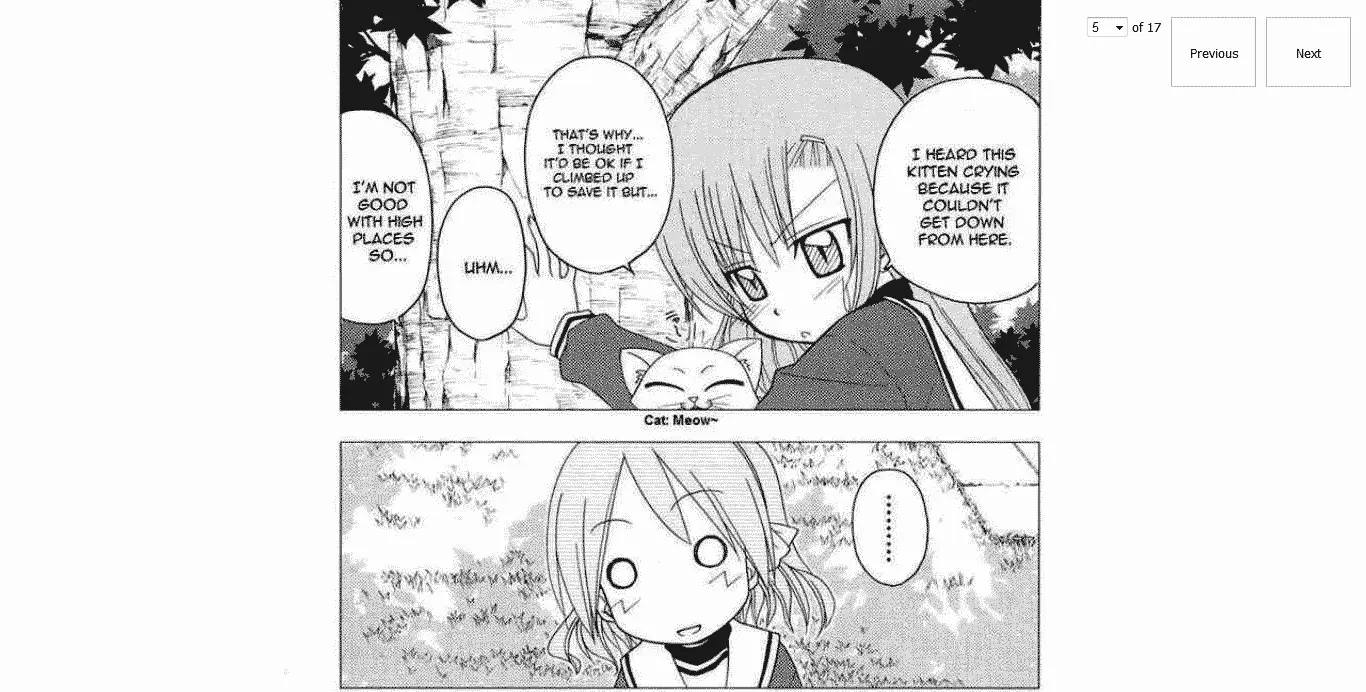 5 of 17
Previous
Next
I HEARD THIS
KITTEN CRYING
BECAUSE IT
COULDN'T
GET DOWN
FROM HERE.
THAT'S WHY...
I THOUGHT
IT'D BE OK IF I
CLIMBED UP
TO SAVE IT BUT...
UHM...
I'M NOT
GOOD
WITH HIGH
PLACES
SO...
Cat: Meow~
.........